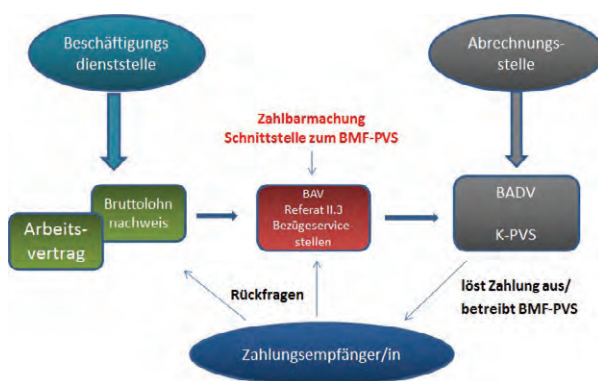 Beschäftigungs
dienststelle
Abrechnungs-
stelle
Zahlbarmachung
Schnittstelle zum BMF-PVS
Arbeits-
vertrag
Bruttolohn
nachweis
BAV
Referat II.3
Bezügeservice
stellen
BADV
K-PVS
Rückfragen
löst Zahlung aus/
betreibt BMF-PVS
Zahlungsempfänger/in